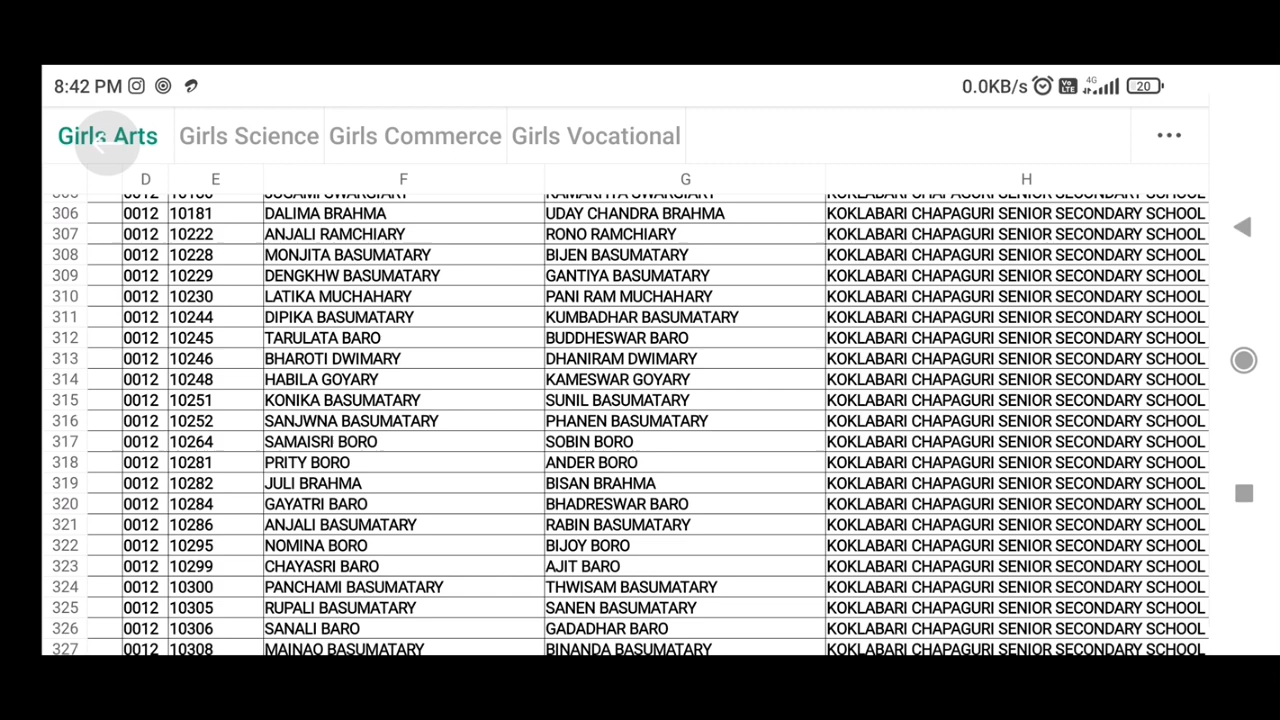 8:42 PM 0.0KB/s Vo LTE 4G 20
Girls Arts Girls Science Girls Commerce Girls Vocational
D E F G H
306 0012 10181 DALIMA BRAHMA UDAY CHANDRA BRAHMA KOKLABARI CHAPAGURI SENIOR SECONDARY SCHOOL
307 0012 10222 ANJALI RAMCHIARY RONO RAMCHIARY KOKLABARI CHAPAGURI SENIOR SECONDARY SCHOOL
308 0012 10228 MONJITA BASUMATARY BIJEN BASUMATARY KOKLABARI CHAPAGURI SENIOR SECONDARY SCHOOL
309 0012 10229 DENGKHW BASUMATARY GANTIYA BASUMATARY KOKLABARI CHAPAGURI SENIOR SECONDARY SCHOOL
310 0012 10230 LATIKA MUCHAHARY PANI RAM MUCHAHARY KOKLABARI CHAPAGURI SENIOR SECONDARY SCHOOL
311 0012 10244 DIPIKA BASUMATARY KUMBADHAR BASUMATARY KOKLABARI CHAPAGURI SENIOR SECONDARY SCHOOL
312 0012 10245 TARULATA BARO BUDDHESWAR BARO KOKLABARI CHAPAGURI SENIOR SECONDARY SCHOOL
313 0012 10246 BHAROTI DWIMARY DHANIRAM DWIMARY KOKLABARI CHAPAGURI SENIOR SECONDARY SCHOOL
314 0012 10248 HABILA GOYARY KAMESWAR GOYARY KOKLABARI CHAPAGURI SENIOR SECONDARY SCHOOL
315 0012 10251 KONIKA BASUMATARY SUNIL BASUMATARY KOKLABARI CHAPAGURI SENIOR SECONDARY SCHOOL
316 0012 10252 SANJWNA BASUMATARY PHANEN BASUMATARY KOKLABARI CHAPAGURI SENIOR SECONDARY SCHOOL
317 0012 10264 SAMAISRI BORO SOBIN BORO KOKLABARI CHAPAGURI SENIOR SECONDARY SCHOOL
318 0012 10281 PRITY BORO ANDER BORO KOKLABARI CHAPAGURI SENIOR SECONDARY SCHOOL
319 0012 10282 JULI BRAHMA BISAN BRAHMA KOKLABARI CHAPAGURI SENIOR SECONDARY SCHOOL
320 0012 10284 GAYATRI BARO BHADRESWAR BARO KOKLABARI CHAPAGURI SENIOR SECONDARY SCHOOL
321 0012 10286 ANJALI BASUMATARY RABIN BASUMATARY KOKLABARI CHAPAGURI SENIOR SECONDARY SCHOOL
322 0012 10295 NOMINA BORO BIJOY BORO KOKLABARI CHAPAGURI SENIOR SECONDARY SCHOOL
323 0012 10299 CHAYASRI BARO AJIT BARO KOKLABARI CHAPAGURI SENIOR SECONDARY SCHOOL
324 0012 10300 PANCHAMI BASUMATARY THWISAM BASUMATARY KOKLABARI CHAPAGURI SENIOR SECONDARY SCHOOL
325 0012 10305 RUPALI BASUMATARY SANEN BASUMATARY KOKLABARI CHAPAGURI SENIOR SECONDARY SCHOOL
326 0012 10306 SANALI BARO GADADHAR BARO KOKLABARI CHAPAGURI SENIOR SECONDARY SCHOOL
327 0012 10308 MAINAO BASUMATARY BINANDA BASUMATARY KOKLABARI CHAPAGURI SENIOR SECONDARY SCHOOL